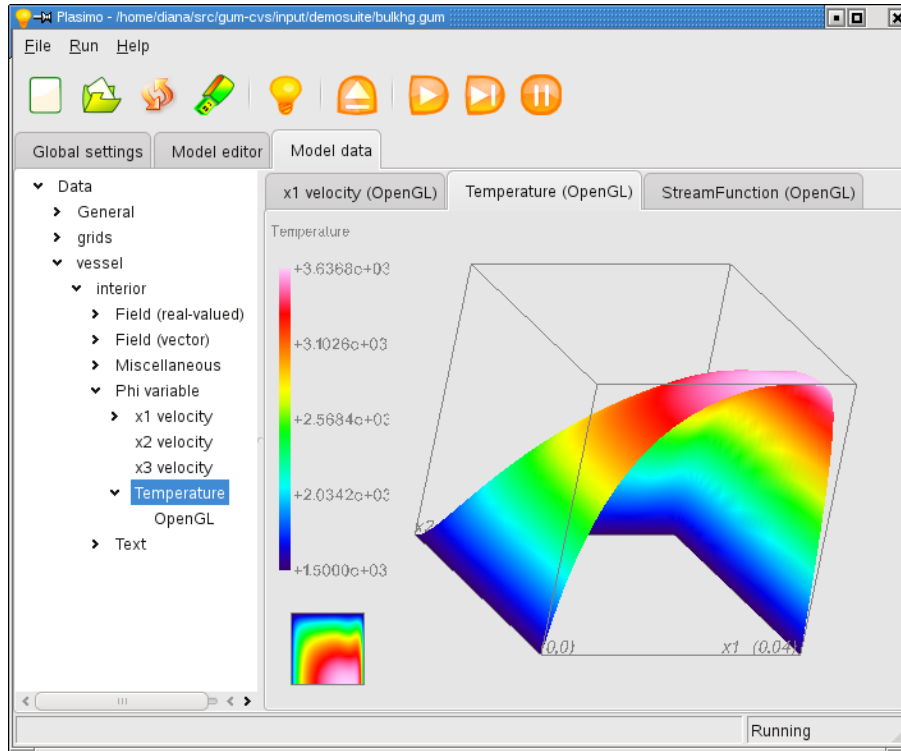 Plasimo - /home/diana/src/gum-cvs/input/demosuite/bulkhg.gum
File Run Help
Global settings Model editor Model data
Data
General
grids
vessel
interior
Field (real-valued)
Field (vector)
Miscellaneous
Phi variable
x1 velocity
x2 velocity
x3 velocity
Temperature
OpenGL
Text
x1 velocity (OpenGL) Temperature (OpenGL) StreamFunction (OpenGL)
Temperature
+3.6368e+03
+3.1026e+03
+2.5684e+03
+2.0342e+03
+1.5000e+03
x2
(0,0) x1 (0.04)
Running